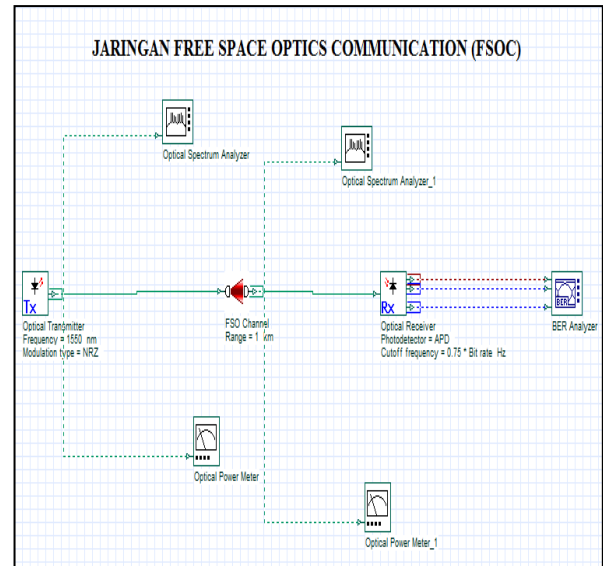 JARINGAN FREE SPACE OPTICS COMMUNICATION (FSOC)
Optical Spectrum Analyzer
Optical Spectrum Analyzer_1
Tx
Optical Transmitter
Frequency = 1550 nm
Modulation type = NRZ
FSO Channel
Range = 1 km
Rx
Optical Receiver
Photodetector = APD
Cutoff frequency = 0.75 * Bit rate Hz
BER
BER Analyzer
Optical Power Meter
Optical Power Meter_1